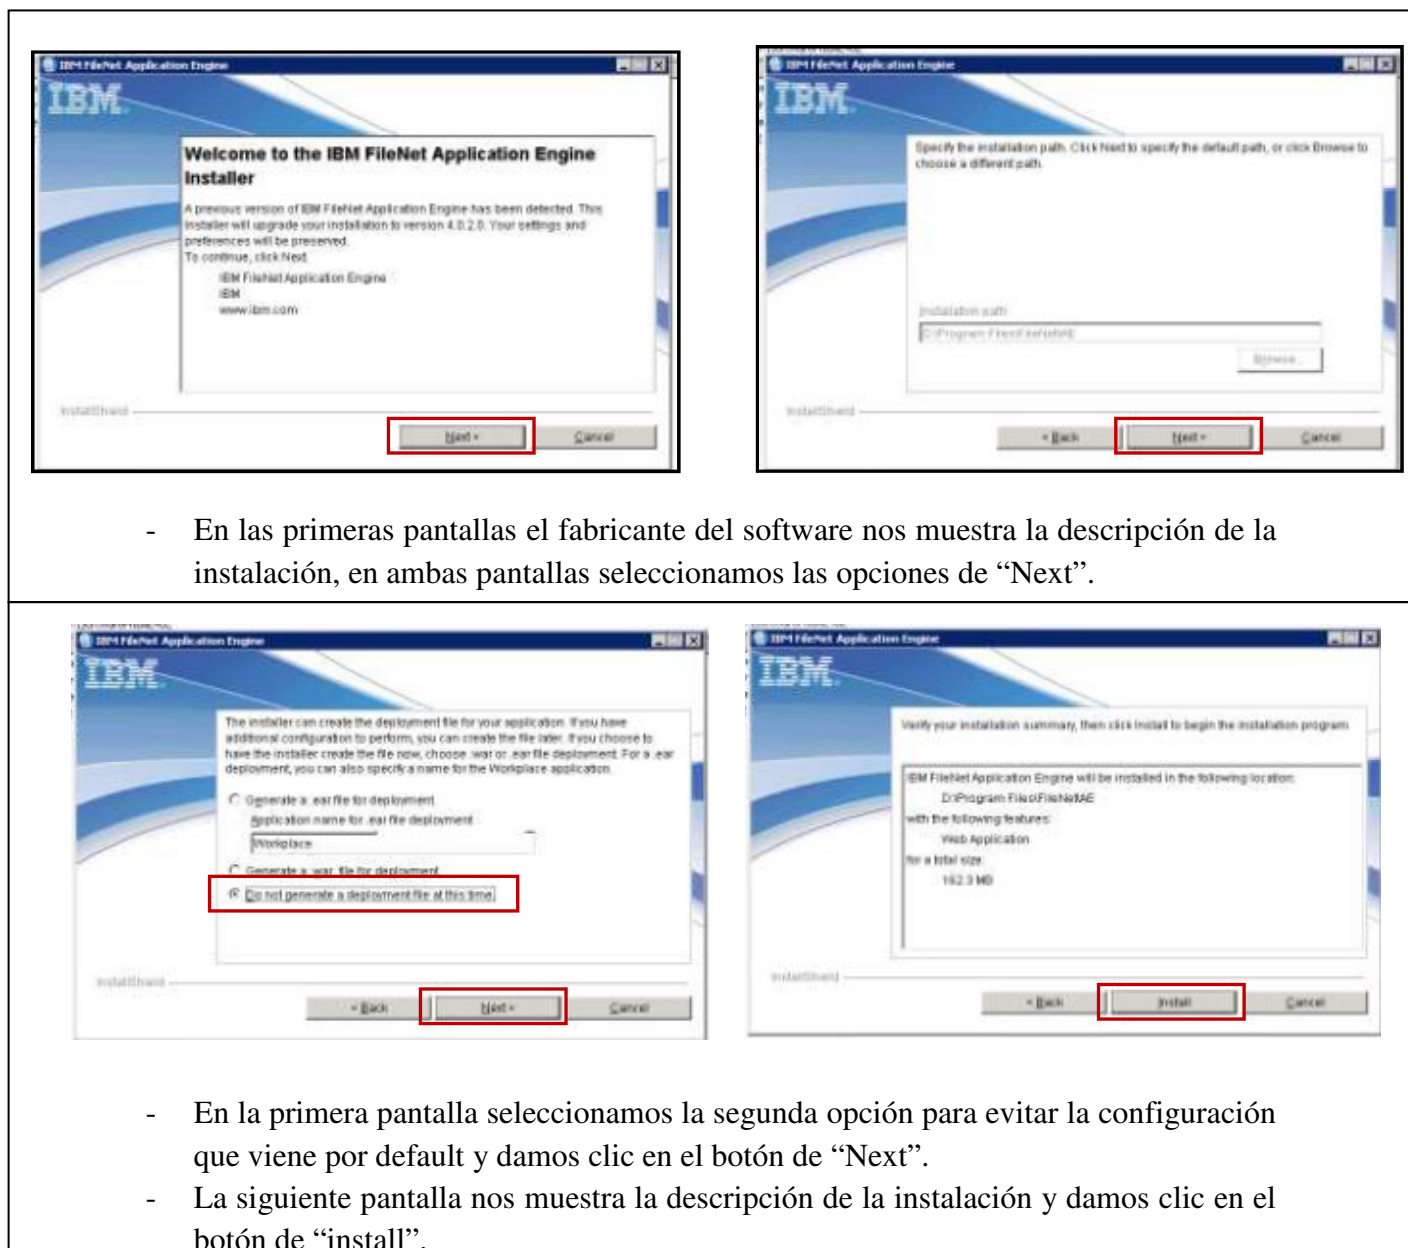 IBM FileNet Application Engine
IBM.
Welcome to the IBM FileNet Application Engine
Installer
A previous version of IBM FileNet Application Engine has been detected. This
installer will upgrade your installation to version 4.0.2.0. Your settings and
preferences will be preserved.
To continue, click Next.
IBM FileNet Application Engine
IBM
www.ibm.com
InstallShield
Next >
Cancel
IBM FileNet Application Engine
IBM.
Specify the installation path. Click Next to specify the default path, or click Browse to
choose a different path.
Installation path:
D:\Program Files\FileNet\AE
Browse...
InstallShield
< Back
Next >
Cancel
- En las primeras pantallas el fabricante del software nos muestra la descripción de la
instalación, en ambas pantallas seleccionamos las opciones de “Next”.
IBM FileNet Application Engine
IBM.
The installer can create the deployment file for your application. If you have
additional configuration to perform, you can create the file later. If you choose to
have the installer create the file now, choose .war or .ear file deployment. For a .ear
deployment, you can also specify a name for the Workplace application.
Generate a .ear file for deployment
Application name for .ear file deployment
Workplace
Generate a .war file for deployment
Do not generate a deployment file at this time.
InstallShield
< Back
Next >
Cancel
IBM FileNet Application Engine
IBM.
Verify your installation summary, then click Install to begin the installation program.
IBM FileNet Application Engine will be installed in the following location:
D:\Program Files\FileNet\AE
with the following features:
Web Application
for a total size:
162.3 MB
InstallShield
< Back
Install
Cancel
- En la primera pantalla seleccionamos la segunda opción para evitar la configuración
que viene por default y damos clic en el botón de “Next”.
- La siguiente pantalla nos muestra la descripción de la instalación y damos clic en el
botón de “install”.